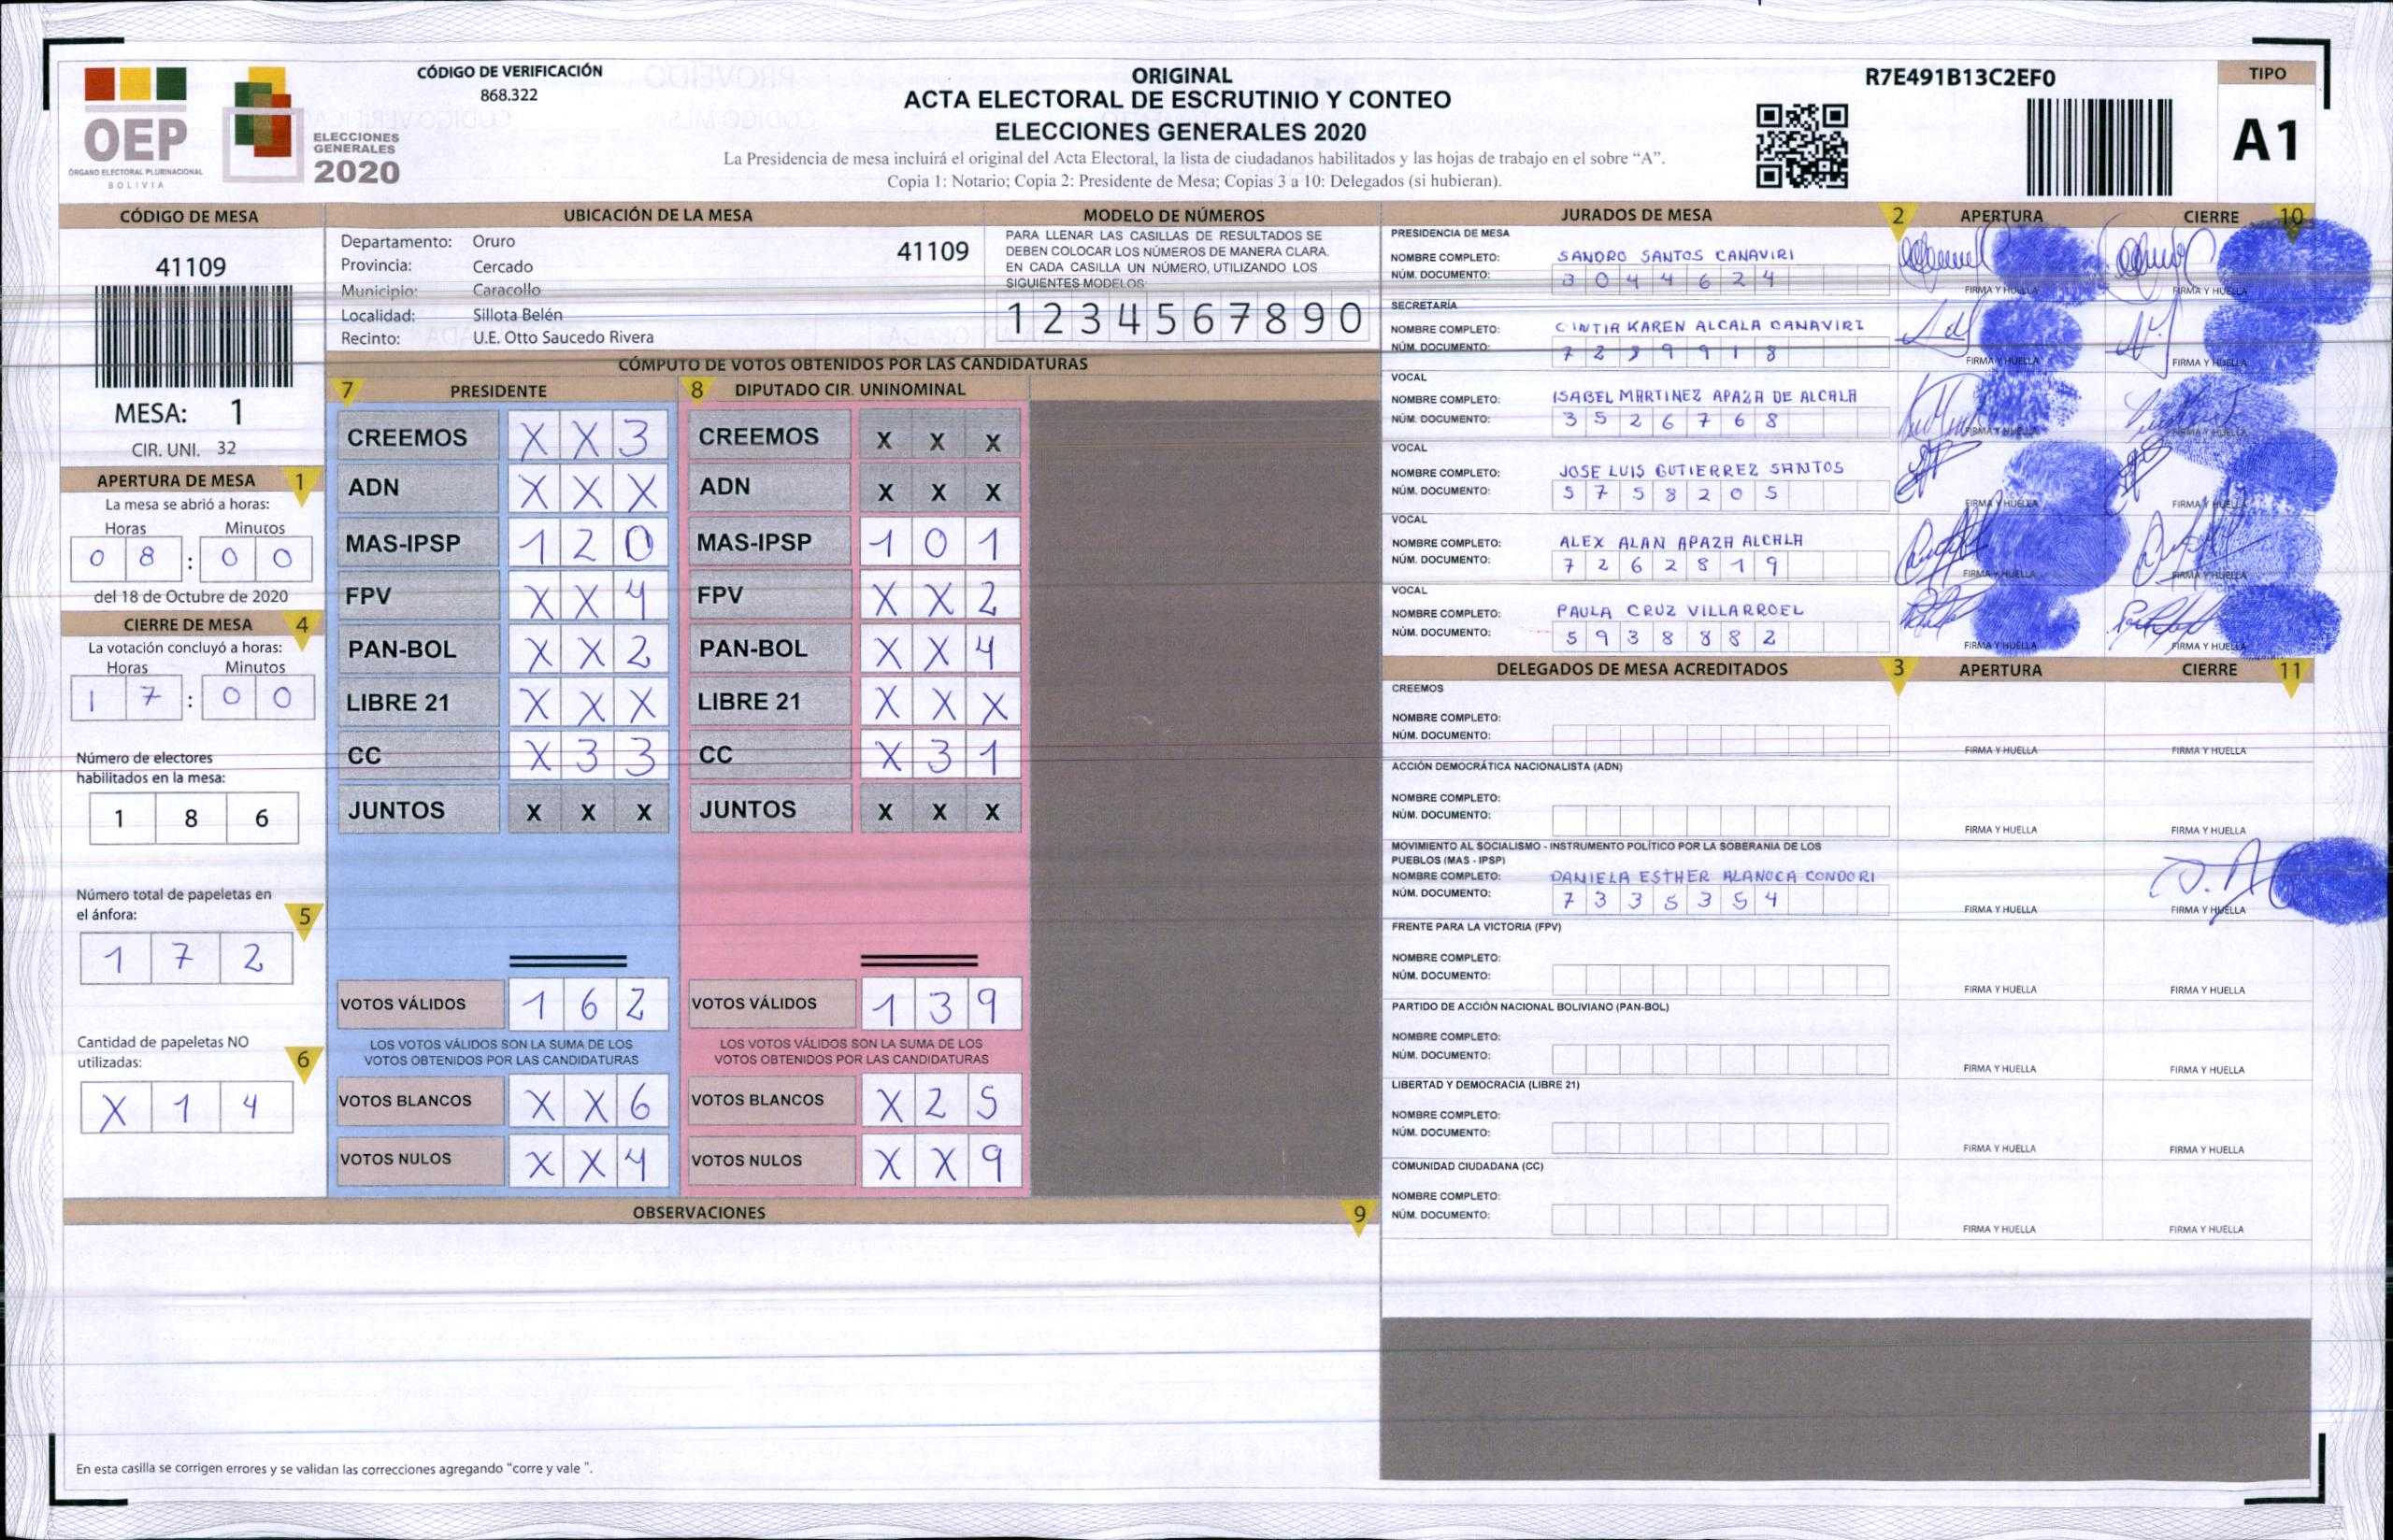 CÓDIGO DE VERIFICACIÓN
868.322
OEP
ÓRGANO ELECTORAL PLURINACIONAL
BOLIVIA
ELECCIONES
GENERALES
2020
ORIGINAL
ACTA ELECTORAL DE ESCRUTINIO Y CONTEO
ELECCIONES GENERALES 2020
La Presidencia de mesa incluirá el original del Acta Electoral, la lista de ciudadanos habilitados y las hojas de trabajo en el sobre “A”.
Copia 1: Notario; Copia 2: Presidente de Mesa; Copias 3 a 10: Delegados (si hubieran).
R7E491B13C2EF0
TIPO
A1
CÓDIGO DE MESA
41109
MESA: 1
CIR. UNI. 32
APERTURA DE MESA 1
La mesa se abrió a horas:
Horas Minutos
0 8 : 0 0
del 18 de Octubre de 2020
CIERRE DE MESA 4
La votación concluyó a horas:
Horas Minutos
1 7 : 0 0
Número de electores
habilitados en la mesa:
1 8 6
Número total de papeletas en
el ánfora: 5
1 7 2
Cantidad de papeletas NO
utilizadas: 6
X 1 4
UBICACIÓN DE LA MESA
Departamento: Oruro
41109
Provincia: Cercado
Municipio: Caracollo
Localidad: Sillota Belén
Recinto: U.E. Otto Saucedo Rivera
MODELO DE NÚMEROS
PARA LLENAR LAS CASILLAS DE RESULTADOS SE
DEBEN COLOCAR LOS NÚMEROS DE MANERA CLARA.
EN CADA CASILLA UN NÚMERO, UTILIZANDO LOS
SIGUIENTES MODELOS:
1 2 3 4 5 6 7 8 9 0
CÓMPUTO DE VOTOS OBTENIDOS POR LAS CANDIDATURAS
7 PRESIDENTE
CREEMOS X X 3
ADN X X X
MAS-IPSP 1 2 0
FPV X X 4
PAN-BOL X X 2
LIBRE 21 X X X
CC X 3 3
JUNTOS X X X
VOTOS VÁLIDOS 1 6 2
LOS VOTOS VÁLIDOS SON LA SUMA DE LOS
VOTOS OBTENIDOS POR LAS CANDIDATURAS
VOTOS BLANCOS X X 6
VOTOS NULOS X X 4
8 DIPUTADO CIR. UNINOMINAL
CREEMOS X X X
ADN X X X
MAS-IPSP 1 0 1
FPV X X 2
PAN-BOL X X 4
LIBRE 21 X X X
CC X 3 1
JUNTOS X X X
VOTOS VÁLIDOS 1 3 9
LOS VOTOS VÁLIDOS SON LA SUMA DE LOS
VOTOS OBTENIDOS POR LAS CANDIDATURAS
VOTOS BLANCOS X 2 5
VOTOS NULOS X X 9
OBSERVACIONES 9
En esta casilla se corrigen errores y se validan las correcciones agregando “corre y vale ”.
JURADOS DE MESA 2 APERTURA CIERRE 10
PRESIDENCIA DE MESA
NOMBRE COMPLETO: SANDRO SANTOS CANAVIRI
NÚM. DOCUMENTO: 3 0 4 4 6 2 4
FIRMA Y HUELLA FIRMA Y HUELLA
SECRETARÍA
NOMBRE COMPLETO: CINTIA KAREN ALCALA CANAVIRI
NÚM. DOCUMENTO: 7 2 8 9 9 1 8
FIRMA Y HUELLA FIRMA Y HUELLA
VOCAL
NOMBRE COMPLETO: ISABEL MARTINEZ APAZA DE ALCALA
NÚM. DOCUMENTO: 3 5 2 6 7 6 8
FIRMA Y HUELLA FIRMA Y HUELLA
VOCAL
NOMBRE COMPLETO: JOSE LUIS GUTIERREZ SANTOS
NÚM. DOCUMENTO: 5 7 5 8 2 0 5
FIRMA Y HUELLA FIRMA Y HUELLA
VOCAL
NOMBRE COMPLETO: ALEX ALAN APAZA ALCALA
NÚM. DOCUMENTO: 7 2 6 2 8 1 9
FIRMA Y HUELLA FIRMA Y HUELLA
VOCAL
NOMBRE COMPLETO: PAULA CRUZ VILLARROEL
NÚM. DOCUMENTO: 5 9 3 8 8 8 2
FIRMA Y HUELLA FIRMA Y HUELLA
DELEGADOS DE MESA ACREDITADOS 3 APERTURA CIERRE 11
CREEMOS
NOMBRE COMPLETO:
NÚM. DOCUMENTO:
FIRMA Y HUELLA FIRMA Y HUELLA
ACCIÓN DEMOCRÁTICA NACIONALISTA (ADN)
NOMBRE COMPLETO:
NÚM. DOCUMENTO:
FIRMA Y HUELLA FIRMA Y HUELLA
MOVIMIENTO AL SOCIALISMO - INSTRUMENTO POLÍTICO POR LA SOBERANIA DE LOS
PUEBLOS (MAS - IPSP)
NOMBRE COMPLETO: DANIELA ESTHER ALANOCA CONDORI
NÚM. DOCUMENTO: 7 3 3 5 3 5 4
FIRMA Y HUELLA FIRMA Y HUELLA
FRENTE PARA LA VICTORIA (FPV)
NOMBRE COMPLETO:
NÚM. DOCUMENTO:
FIRMA Y HUELLA FIRMA Y HUELLA
PARTIDO DE ACCIÓN NACIONAL BOLIVIANO (PAN-BOL)
NOMBRE COMPLETO:
NÚM. DOCUMENTO:
FIRMA Y HUELLA FIRMA Y HUELLA
LIBERTAD Y DEMOCRACIA (LIBRE 21)
NOMBRE COMPLETO:
NÚM. DOCUMENTO:
FIRMA Y HUELLA FIRMA Y HUELLA
COMUNIDAD CIUDADANA (CC)
NOMBRE COMPLETO:
NÚM. DOCUMENTO:
FIRMA Y HUELLA FIRMA Y HUELLA